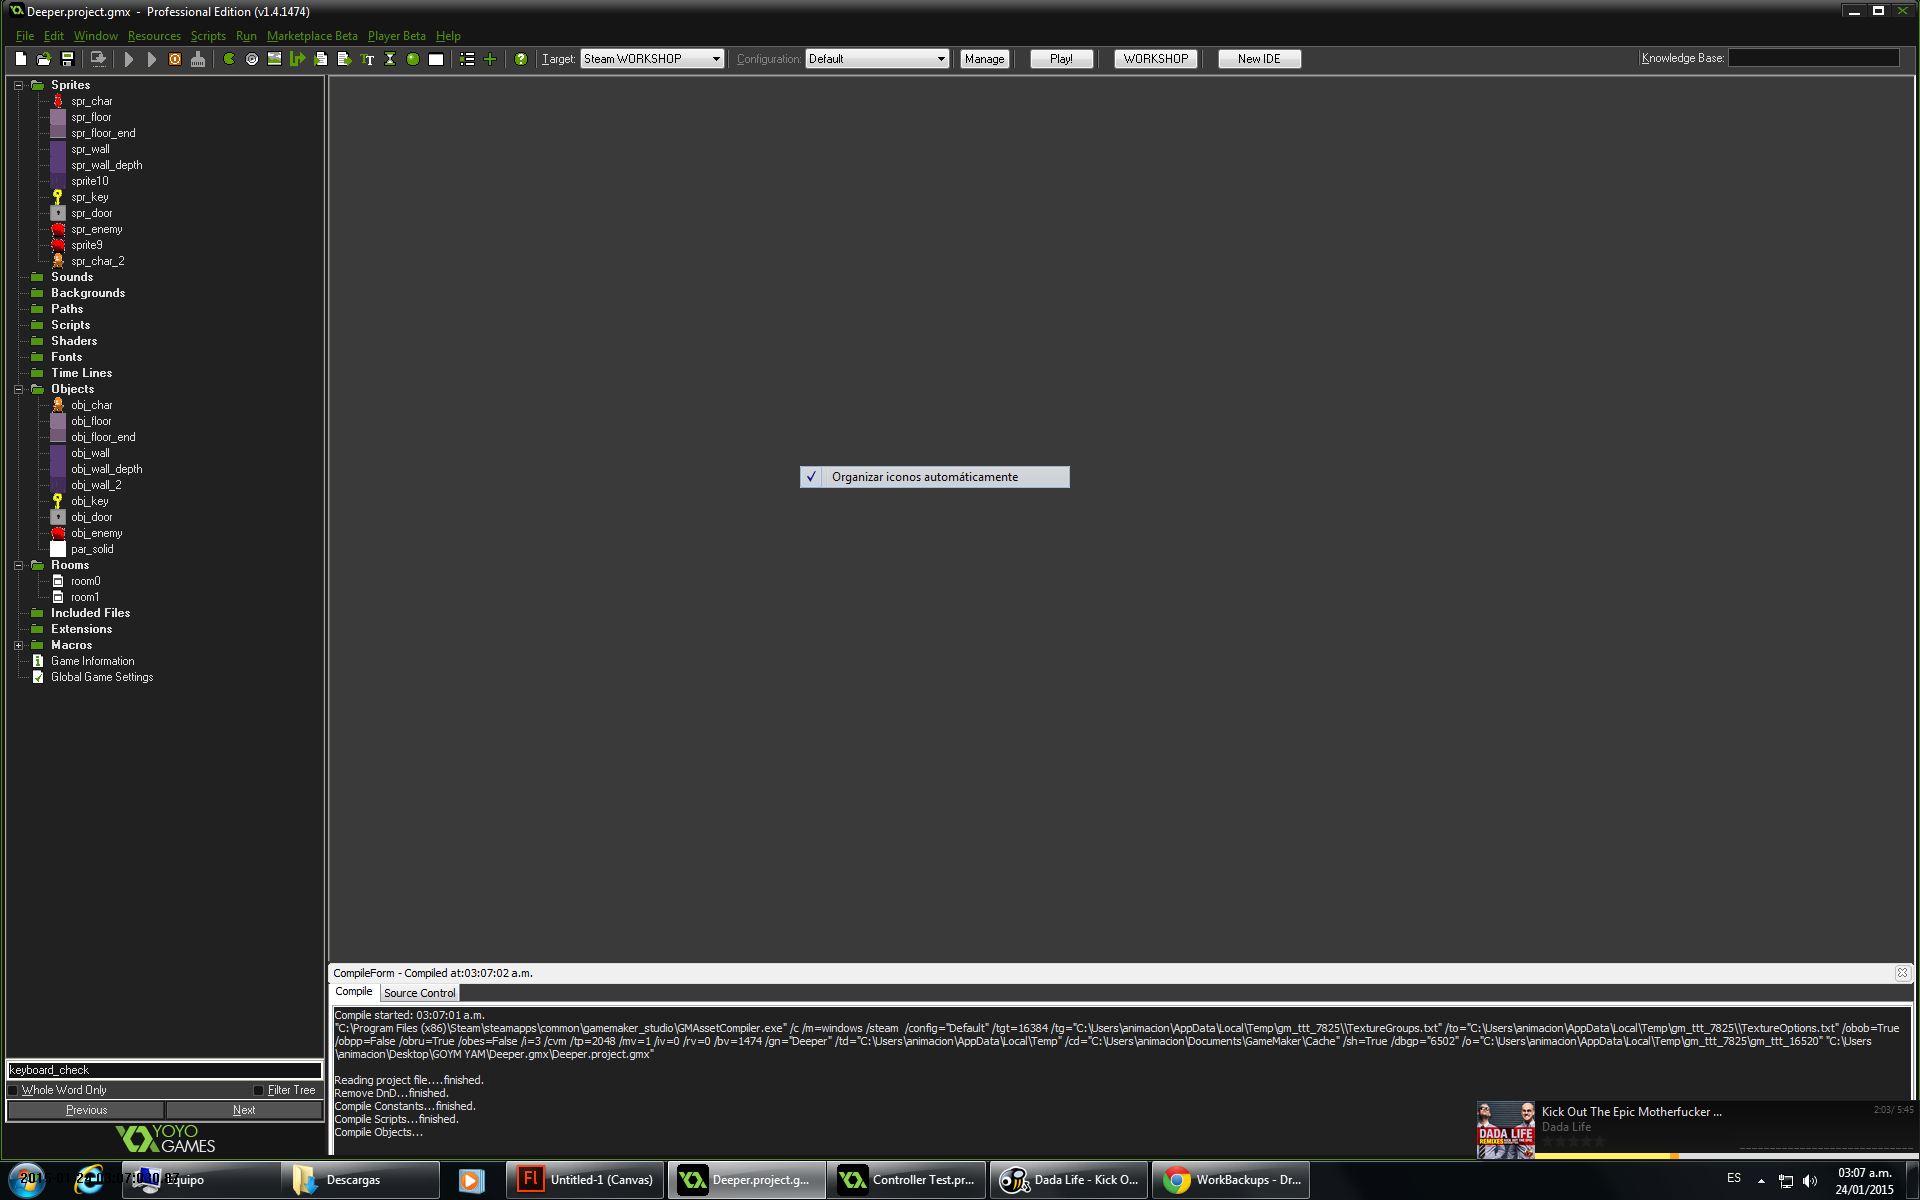 Deeper.project.gmx - Professional Edition (v1.4.1474)
File Edit Window Resources Scripts Run Marketplace Beta Player Beta Help
Target: Steam WORKSHOP Configuration: Default Manage Play! WORKSHOP New IDE Knowledge Base:
Sprites
spr_char
spr_floor
spr_floor_end
spr_wall
spr_wall_depth
sprite10
spr_key
spr_door
spr_enemy
sprite9
spr_char_2
Sounds
Backgrounds
Paths
Scripts
Shaders
Fonts
Time Lines
Objects
obj_char
obj_floor
obj_floor_end
obj_wall
obj_wall_depth
obj_wall_2
obj_key
obj_door
obj_enemy
par_solid
Rooms
room0
room1
Included Files
Extensions
Macros
Game Information
Global Game Settings
Organizar iconos automáticamente
keyboard_check
Whole Word Only Filter Tree
Previous Next
YOYO
GAMES
CompileForm - Compiled at:03:07:02 a.m.
Compile Source Control
Compile started: 03:07:01 a.m.
"C:\Program Files (x86)\Steam\steamapps\common\gamemaker_studio\GMAssetCompiler.exe" /c /m=windows /steam /config="Default" /tgt=16384 /tg="C:\Users\animacion\AppData\Local\Temp\gm_ttt_7825\\TextureGroups.txt" /to="C:\Users\animacion\AppData\Local\Temp\gm_ttt_7825\\TextureOptions.txt" /obob=True
/obpp=False /obru=True /obes=False /i=3 /cvm /tp=2048 /mv=1 /iv=0 /rv=0 /bv=1474 /gn="Deeper" /td="C:\Users\animacion\AppData\Local\Temp" /cd="C:\Users\animacion\Documents\GameMaker\Cache" /sh=True /dbgp="6502" /o="C:\Users\animacion\AppData\Local\Temp\gm_ttt_7825\gm_ttt_16520" "C:\Users
\animacion\Desktop\GOYM YAM\Deeper.gmx\Deeper.project.gmx"
Reading project file....finished.
Remove DnD...finished.
Compile Constants...finished.
Compile Scripts...finished.
Compile Objects...
DADA LIFE
Kick Out The Epic Motherfucker ...
Dada Life
2:03/ 5:45
Equipo
Descargas
Fl
Untitled-1 (Canvas)
Deeper.project.g...
Controller Test.pr...
Dada Life - Kick O...
WorkBackups - Dr...
ES
03:07 a.m.
24/01/2015